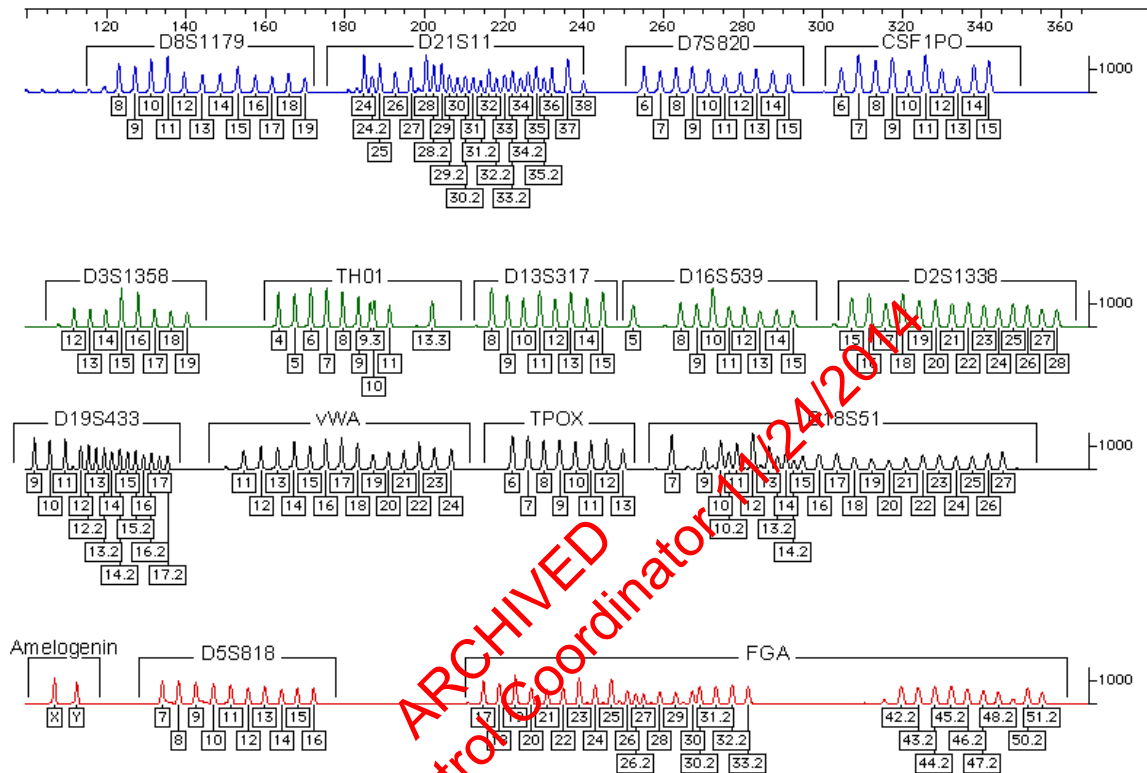 120 160 200 240 280 320 360
D8S1179 D21S11 D7S820 CSF1PO
1000
8 10 12 14 16 18 24 26 28 30 32 34 36 38 6 8 10 12 14 6 8 10 12 14
9 11 13 15 17 19 24.2 27 29 31 33 35 37 7 9 11 13 15 7 9 11 13 15
25 28.2 31.2 34.2
29.2 32.2 35.2
30.2 33.2
D3S1358 TH01 D13S317 D16S539 D2S1338
1000
12 14 16 18 4 6 8 9.3 13.3 8 10 12 14 5 8 10 12 14 15 17 19 21 23 25 27
13 15 17 19 5 7 9 11 9 11 13 15 9 11 13 15 16 18 20 22 24 26 28
10
D19S433 vWA TPOX D18S51
1000
9 11 13 15 17 11 13 15 17 19 21 23 6 8 10 12 7 9 11 13 15 17 19 21 23 25 27
10 12 14 16 12 14 16 18 20 22 24 7 9 11 13 10 12 14 16 18 20 22 24 26
12.2 15.2 10.2 13.2
13.2 16.2 14.2
14.2 17.2
Amelogenin D5S818 FGA
1000
X Y 7 9 11 13 15 17 19 21 23 25 27 29 31.2 42.2 45.2 48.2 51.2
8 10 12 14 16 18 20 22 24 26 28 30 32.2 43.2 46.2 50.2
26.2 30.2 33.2 44.2 47.2
ARCHIVED
Coordinator 11/24/2014